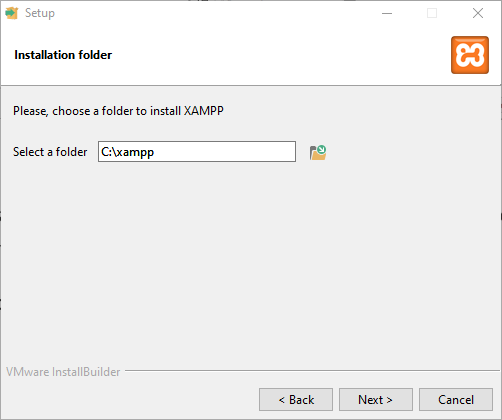 Setup
Installation folder
Please, choose a folder to install XAMPP
Select a folder C:\xampp
VMware InstallBuilder
< Back Next > Cancel